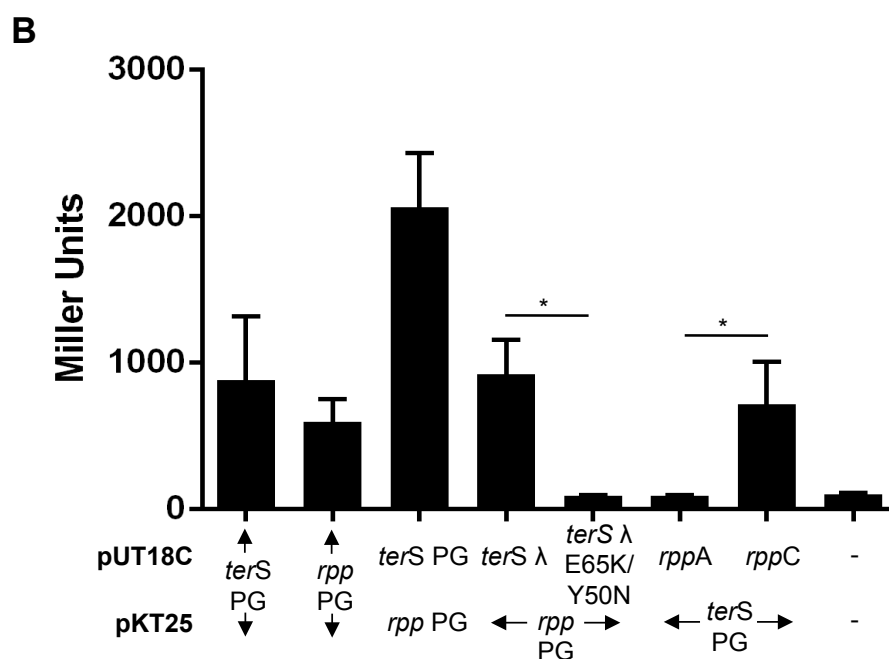 B
3000
2000
1000
0
Miller Units
*
*
pUT18C
terS PG
rpp PG
terS PG
terS λ
terS λ E65K/ Y50N
rppA
rppC
-
pKT25
rpp PG
rpp PG
terS PG
-